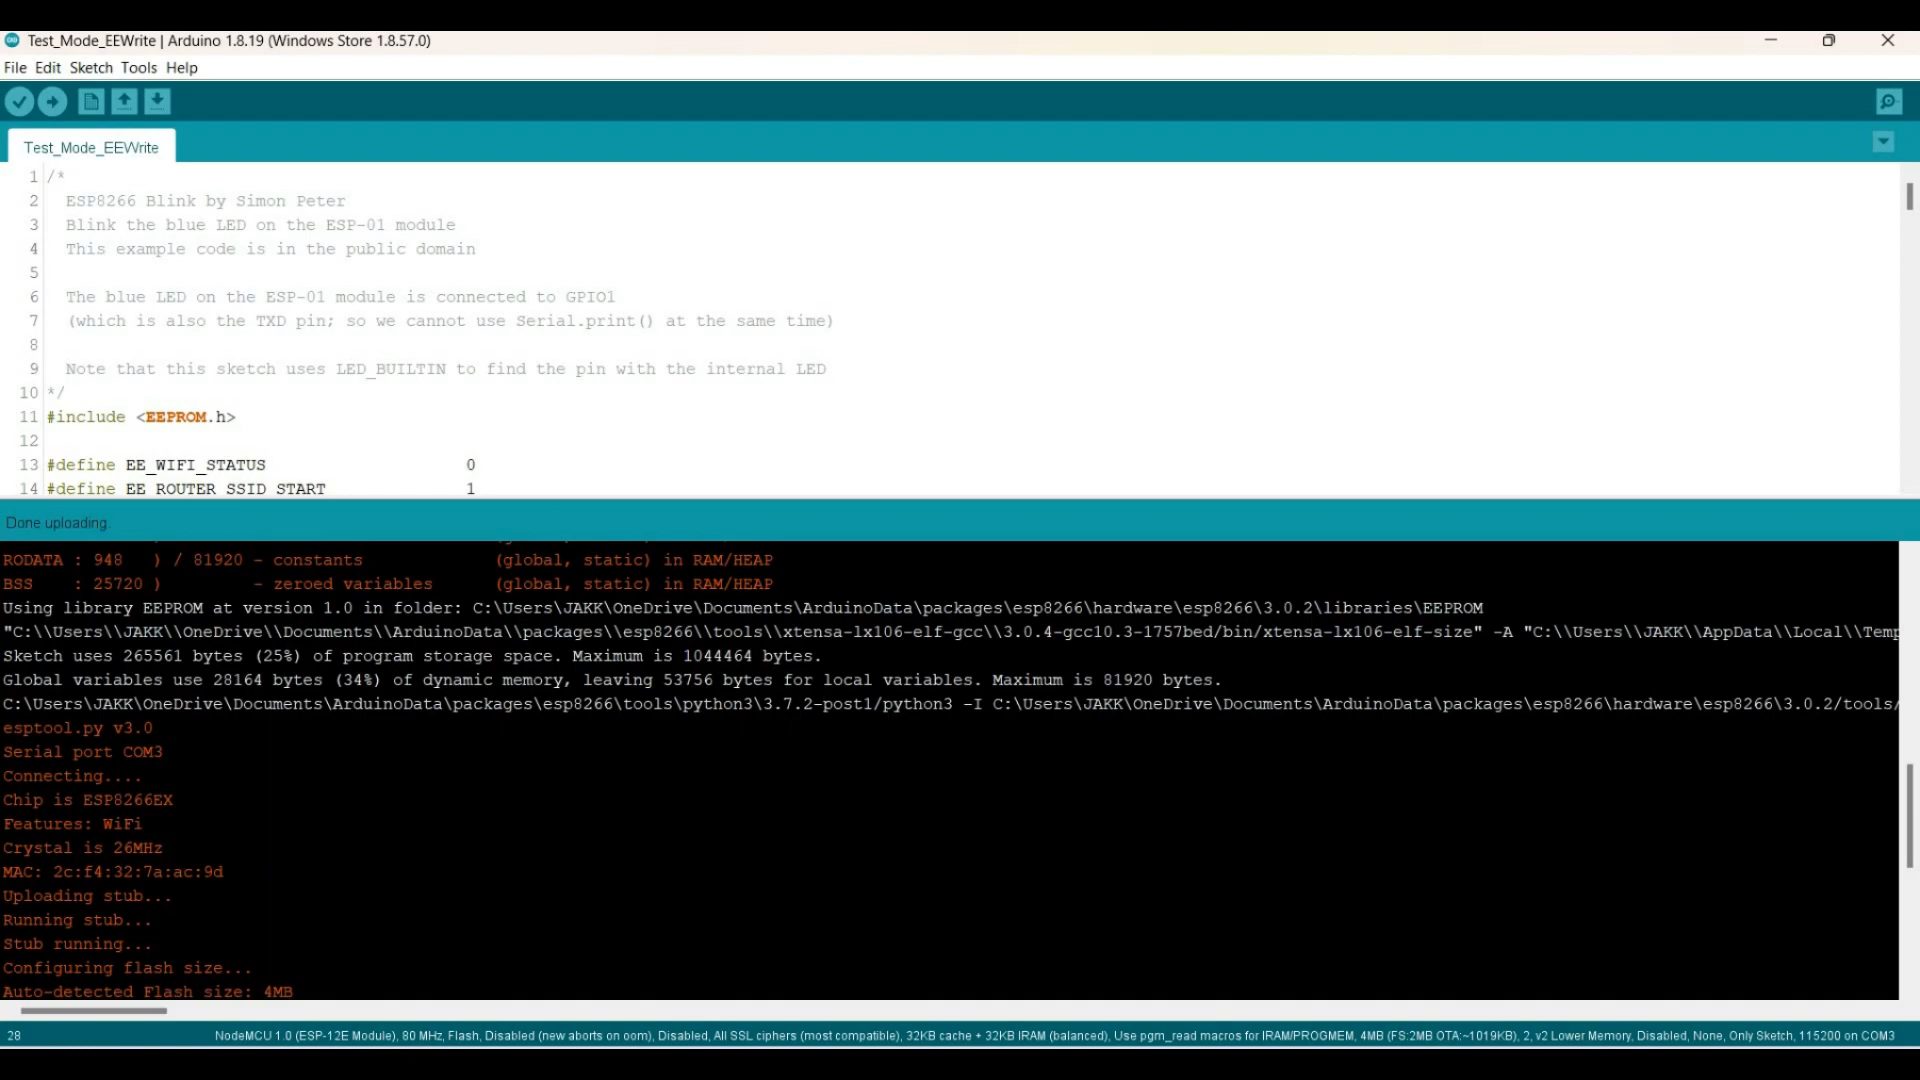 Test_Mode_EEWrite | Arduino 1.8.19 (Windows Store 1.8.57.0)
File Edit Sketch Tools Help
Test_Mode_EEWrite
1 /*
2 ESP8266 Blink by Simon Peter
3 Blink the blue LED on the ESP-01 module
4 This example code is in the public domain
5
6 The blue LED on the ESP-01 module is connected to GPIO1
7 (which is also the TXD pin; so we cannot use Serial.print() at the same time)
8
9 Note that this sketch uses LED_BUILTIN to find the pin with the internal LED
10 */
11 #include <EEPROM.h>
12
13 #define EE_WIFI_STATUS 0
14 #define EE_ROUTER_SSID_START 1
Done uploading.
RODATA : 948 ) / 81920 - constants (global, static) in RAM/HEAP
BSS : 25720 ) - zeroed variables (global, static) in RAM/HEAP
Using library EEPROM at version 1.0 in folder: C:\Users\JAKK\OneDrive\Documents\ArduinoData\packages\esp8266\hardware\esp8266\3.0.2\libraries\EEPROM
"C:\\Users\\JAKK\\OneDrive\\Documents\\ArduinoData\\packages\\esp8266\\tools\\xtensa-lx106-elf-gcc\\3.0.4-gcc10.3-1757bed/bin/xtensa-lx106-elf-size" -A "C:\\Users\\JAKK\\AppData\\Local\\Temp
Sketch uses 265561 bytes (25%) of program storage space. Maximum is 1044464 bytes.
Global variables use 28164 bytes (34%) of dynamic memory, leaving 53756 bytes for local variables. Maximum is 81920 bytes.
C:\Users\JAKK\OneDrive\Documents\ArduinoData\packages\esp8266\tools\python3\3.7.2-post1/python3 -I C:\Users\JAKK\OneDrive\Documents\ArduinoData\packages\esp8266\hardware\esp8266\3.0.2/tools/
esptool.py v3.0
Serial port COM3
Connecting....
Chip is ESP8266EX
Features: WiFi
Crystal is 26MHz
MAC: 2c:f4:32:7a:ac:9d
Uploading stub...
Running stub...
Stub running...
Configuring flash size...
Auto-detected Flash size: 4MB
28 NodeMCU 1.0 (ESP-12E Module), 80 MHz, Flash, Disabled (new aborts on oom), Disabled, All SSL ciphers (most compatible), 32KB cache + 32KB IRAM (balanced), Use pgm_read macros for IRAM/PROGMEM, 4MB (FS:2MB OTA:~1019KB), 2, v2 Lower Memory, Disabled, None, Only Sketch, 115200 on COM3